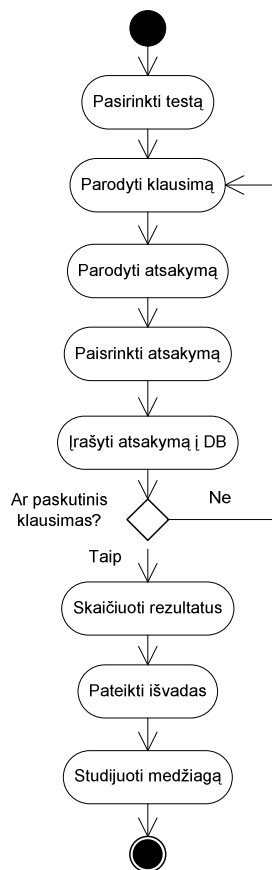 Pasirinkti testą
Parodyti klausimą
Parodyti atsakymą
Paisrinkti atsakymą
Įrašyti atsakymą į DB
Ar paskutinis
klausimas?
Ne
Taip
Skaičiuoti rezultatus
Pateikti išvadas
Studijuoti medžiagą